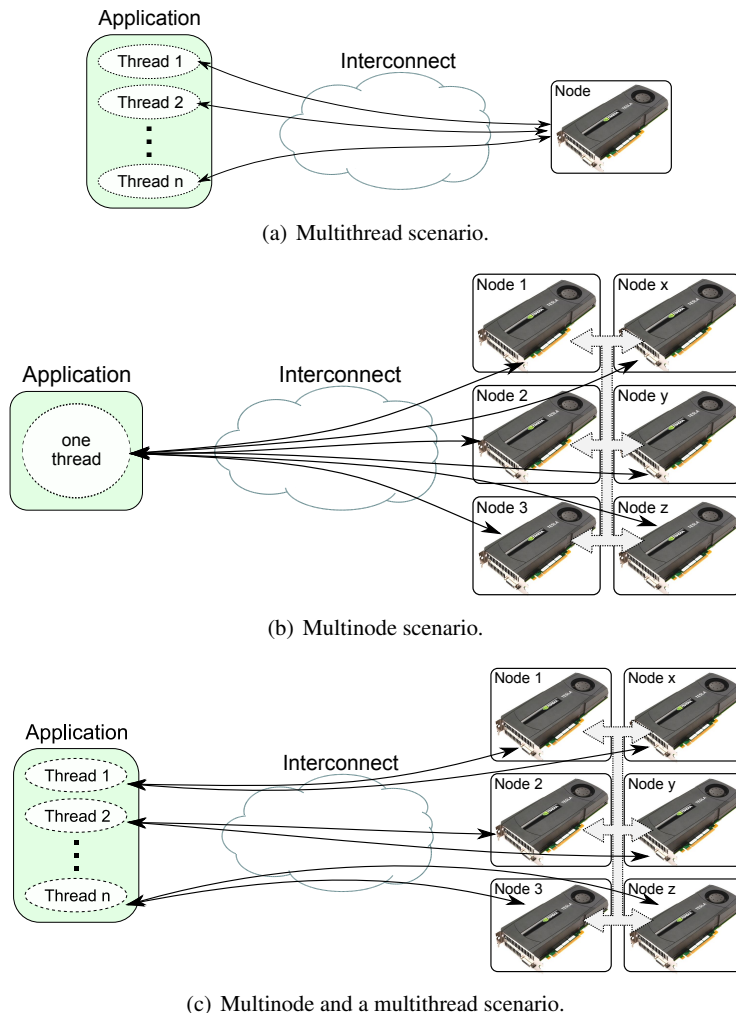 Application
Thread 1
Thread 2
Thread n
Interconnect
Node
(a) Multithread scenario.
Application
one
thread
Interconnect
Node 1
Node x
Node 2
Node y
Node 3
Node z
(b) Multinode scenario.
Application
Thread 1
Thread 2
Thread n
Interconnect
Node 1
Node x
Node 2
Node y
Node 3
Node z
(c) Multinode and a multithread scenario.